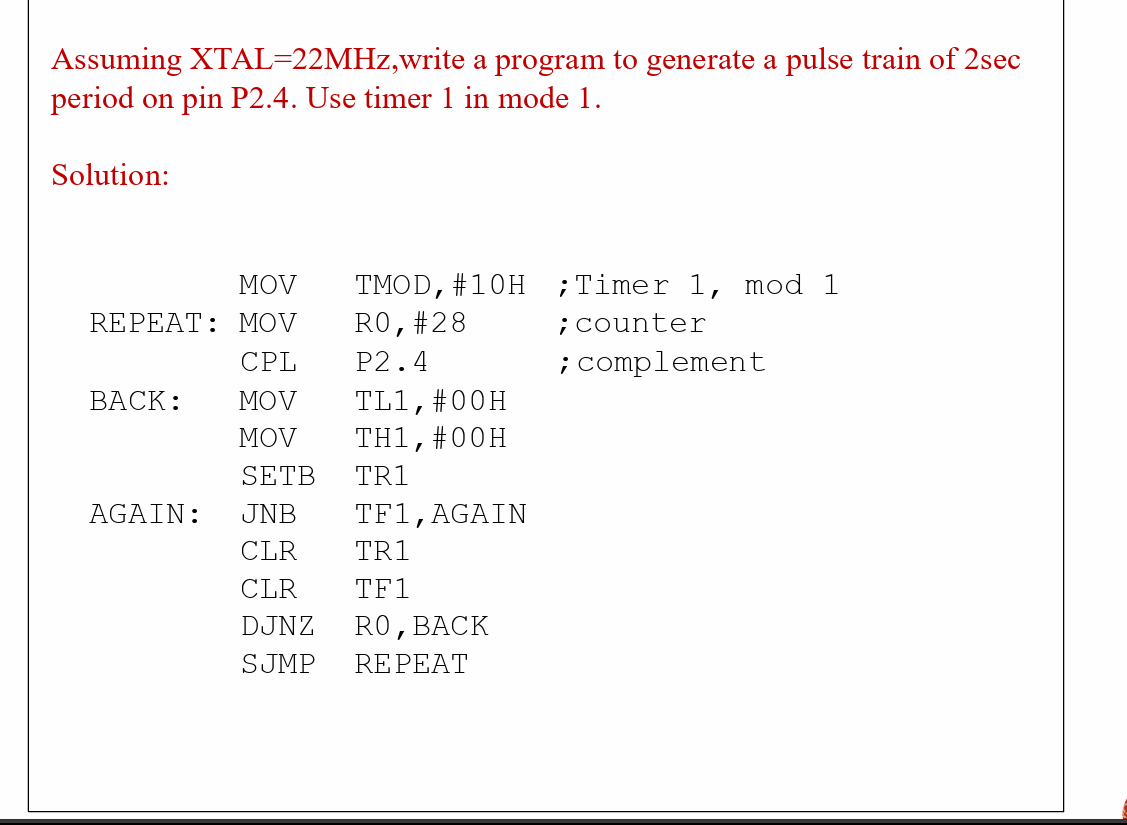 Assuming XTAL=22MHz,write a program to generate a pulse train of 2sec
period on pin P2.4. Use timer 1 in mode 1.
Solution:
MOV TMOD,#10H ;Timer 1, mod 1
REPEAT: MOV R0,#28 ;counter
CPL P2.4 ;complement
BACK: MOV TL1,#00H
MOV TH1,#00H
SETB TR1
AGAIN: JNB TF1,AGAIN
CLR TR1
CLR TF1
DJNZ R0,BACK
SJMP REPEAT